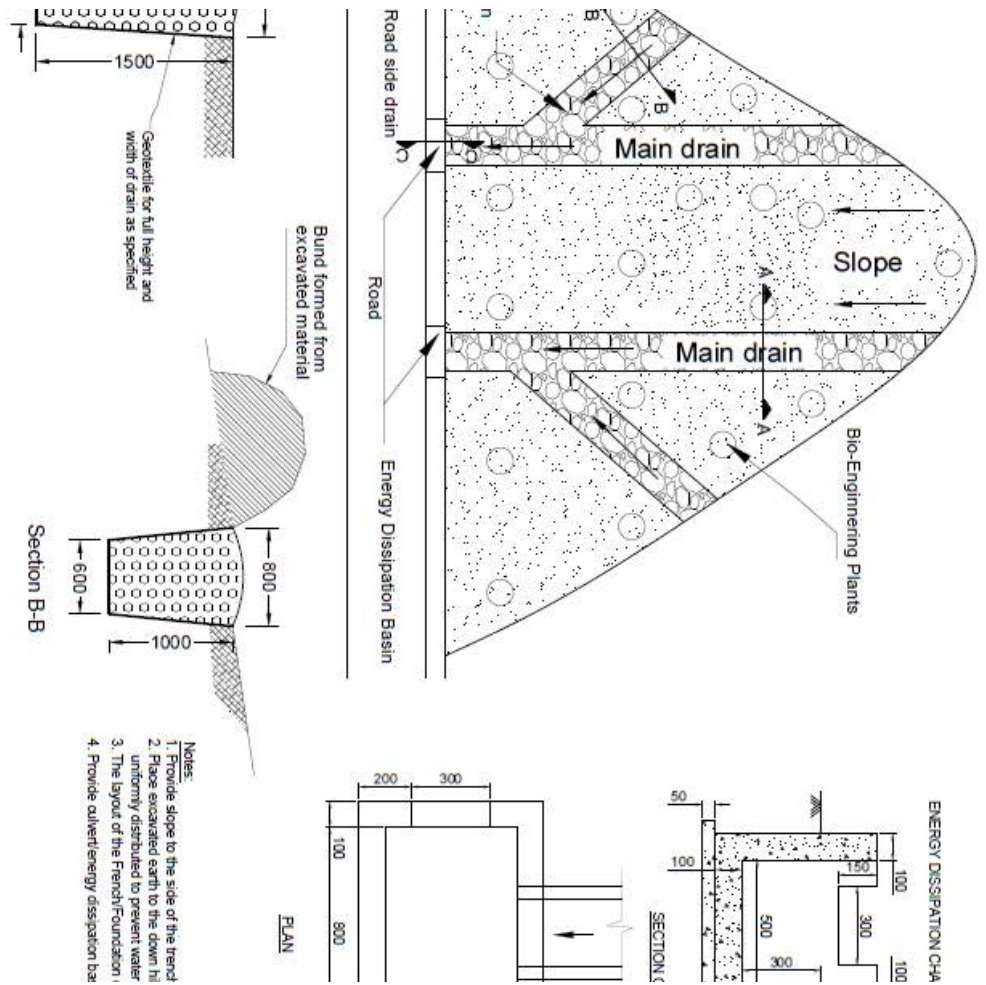 1500
Geotextile for full height and
width of drain as specified
Road side drain
n
B
B
C
C
Main drain
Slope
A
A
Main drain
Bio-Enginnering Plants
Road
Energy Dissipation Basin
Bund formed from
excavated material
800
600
1000
Section B-B
Notes:
1. Provide slope to the side of the trench
2. Place excavated earth to the down hi
uniformly distributed to prevent water
3. The layout of the French/Foundation
4. Provide culvert/energy dissipation bas
200
300
100
800
PLAN
ENERGY DISSIPATION CHA
50
100
150
100
300
500
300
100
SECTION